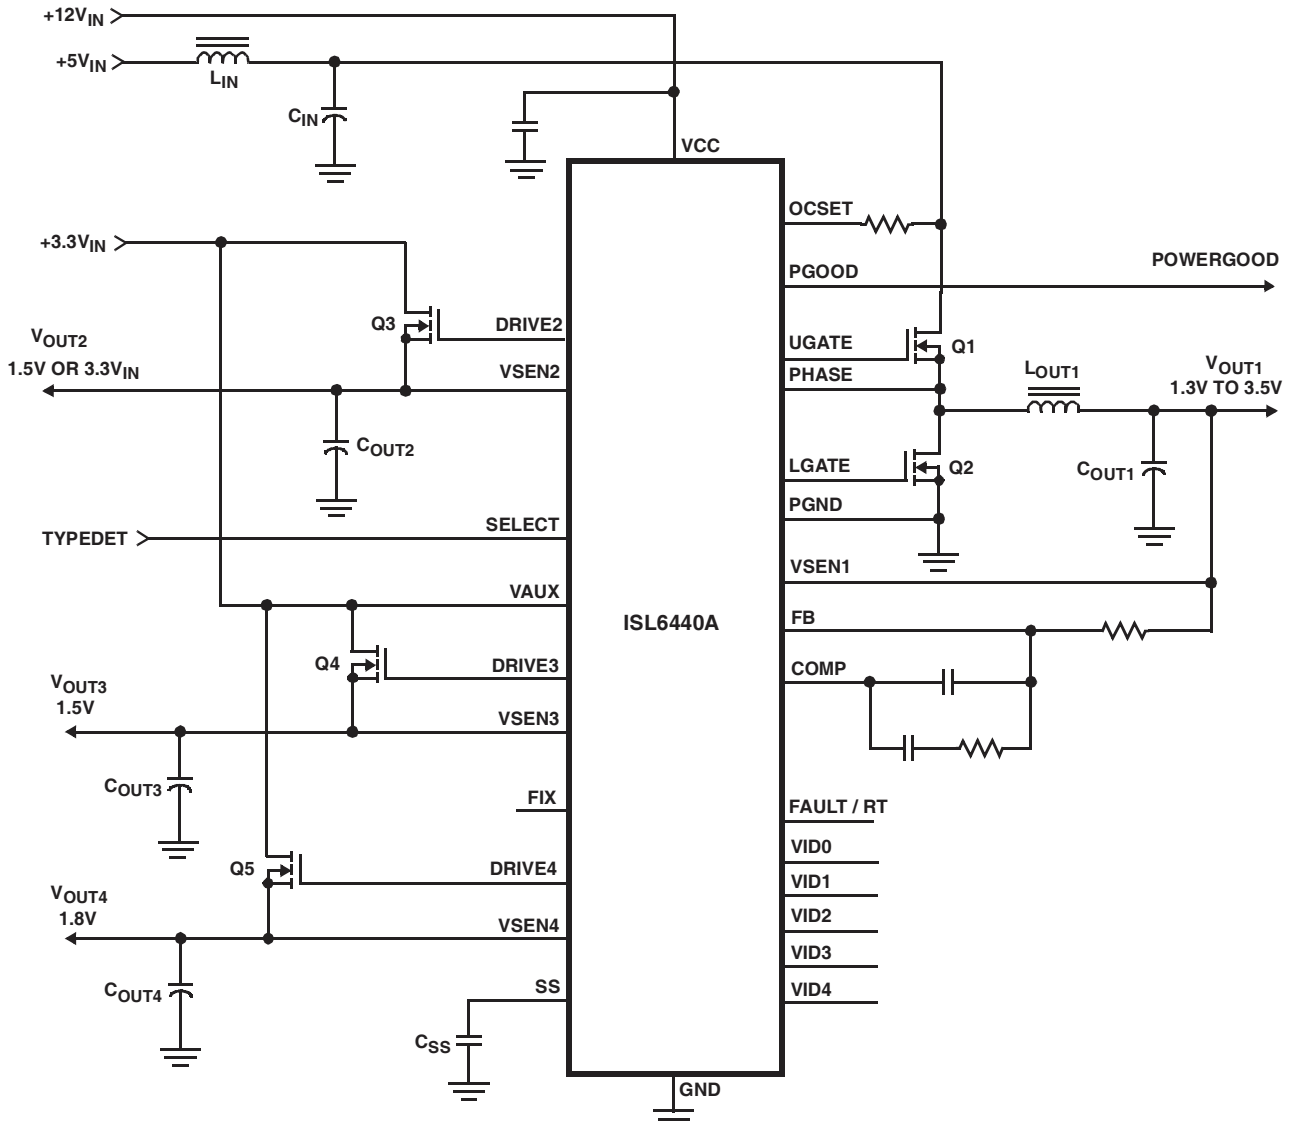 +12VIN
+5VIN
LIN
CIN
VCC
OCSET
+3.3VIN
PGOOD
POWERGOOD
Q3
DRIVE2
VOUT2
1.5V OR 3.3VIN
VSEN2
UGATE
Q1
PHASE
LOUT1
VOUT1
1.3V TO 3.5V
COUT2
LGATE
Q2
COUT1
PGND
SELECT
TYPEDET
VSEN1
VAUX
ISL6440A
FB
Q4
DRIVE3
COMP
VOUT3
1.5V
VSEN3
COUT3
FIX
FAULT / RT
VID0
Q5
DRIVE4
VID1
VOUT4
1.8V
VSEN4
VID2
VID3
COUT4
SS
VID4
CSS
GND